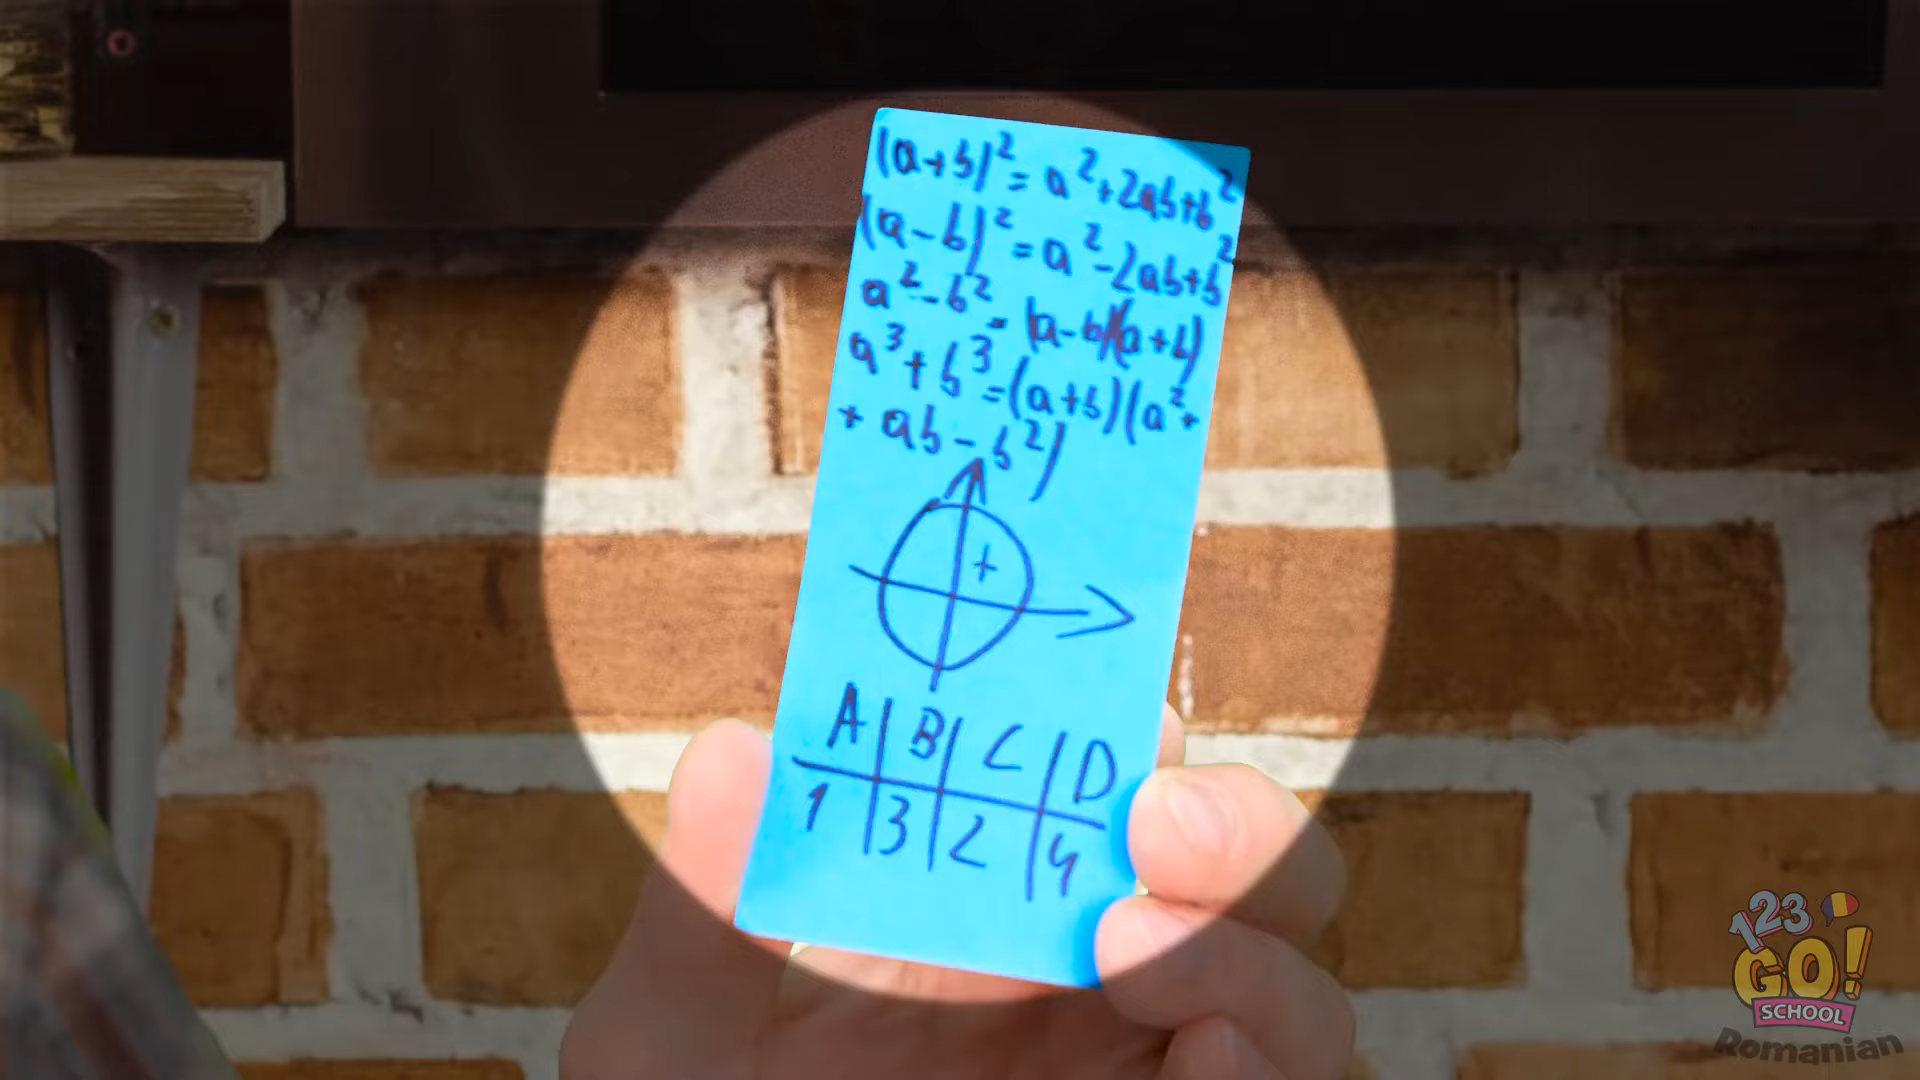 (a+b)²= a²+2ab+b²
(a-b)²= a²-2ab+b²
a²-b² = (a-b)(a+b)
a³+b³=(a+b)(a²+
+ab-b²)
+
A B C D
1 3 2 4
123
GO!
SCHOOL
Romanian